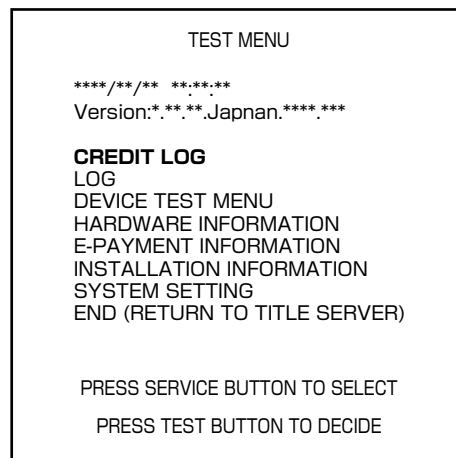 TEST MENU
****/**/** **:**:**
Version:*.**.**.Japnan.****.***
CREDIT LOG
LOG
DEVICE TEST MENU
HARDWARE INFORMATION
E-PAYMENT INFORMATION
INSTALLATION INFORMATION
SYSTEM SETTING
END (RETURN TO TITLE SERVER)
PRESS SERVICE BUTTON TO SELECT
PRESS TEST BUTTON TO DECIDE